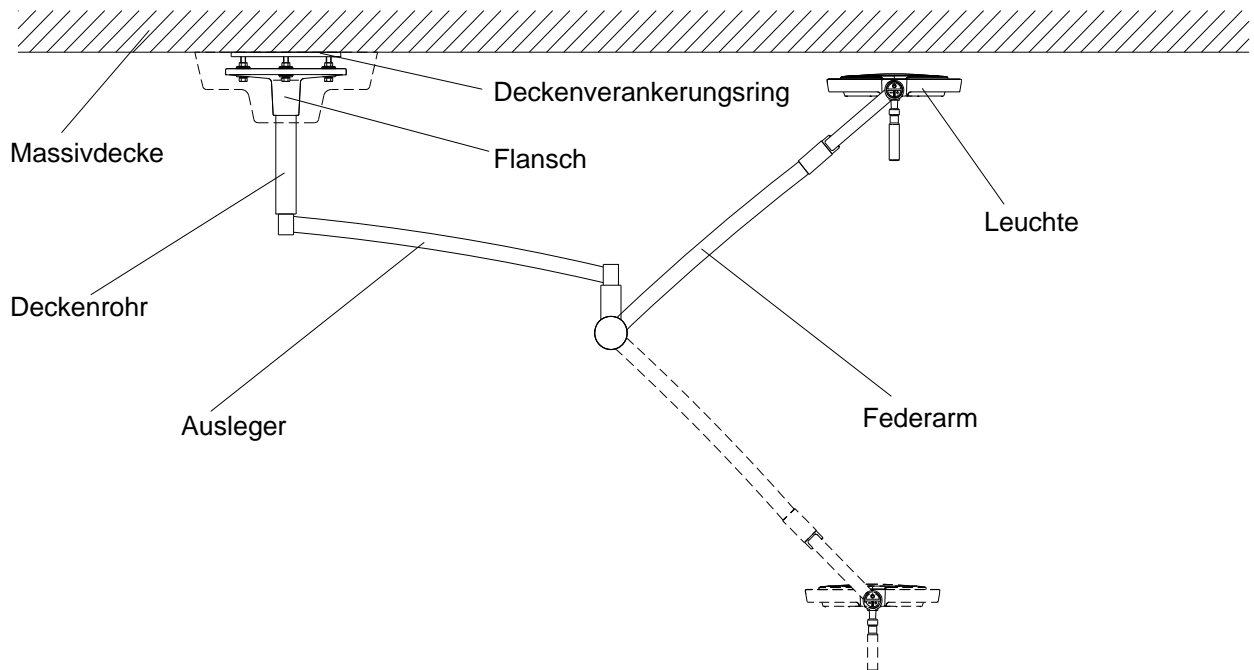 Deckenverankerungsring
Massivdecke
Flansch
Leuchte
Deckenrohr
Ausleger
Federarm